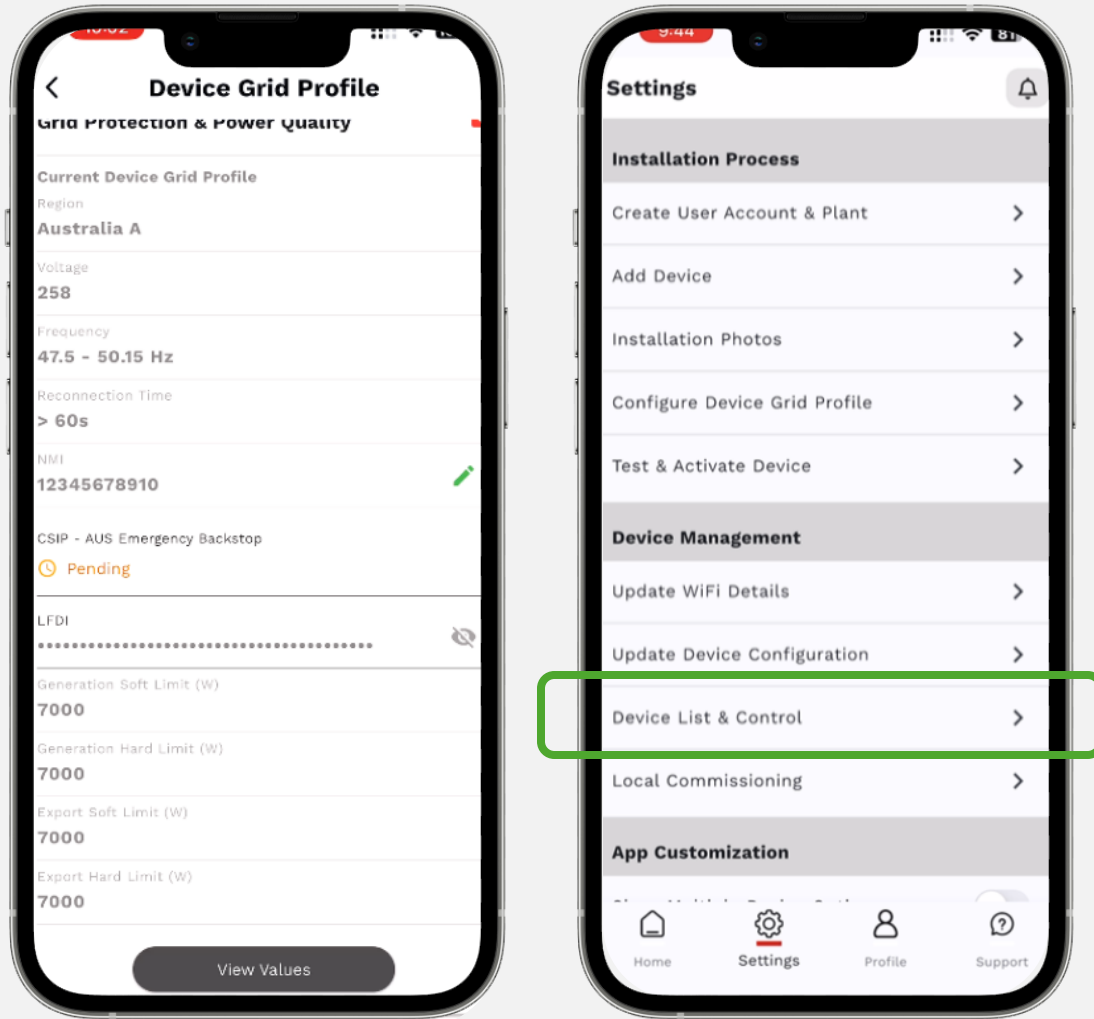 10:02
Device Grid Profile
Grid Protection & Power Quality
Current Device Grid Profile
Region
Australia A
Voltage
258
Frequency
47.5 - 50.15 Hz
Reconnection Time
> 60s
NMI
12345678910
CSIP - AUS Emergency Backstop
Pending
LFDI
••••••••••••••••••••••••••••••••••••••••
Generation Soft Limit (W)
7000
Generation Hard Limit (W)
7000
Export Soft Limit (W)
7000
Export Hard Limit (W)
7000
View Values
9:44
81
Settings
Installation Process
Create User Account & Plant
Add Device
Installation Photos
Configure Device Grid Profile
Test & Activate Device
Device Management
Update WiFi Details
Update Device Configuration
Device List & Control
Local Commissioning
App Customization
Home
Settings
Profile
Support